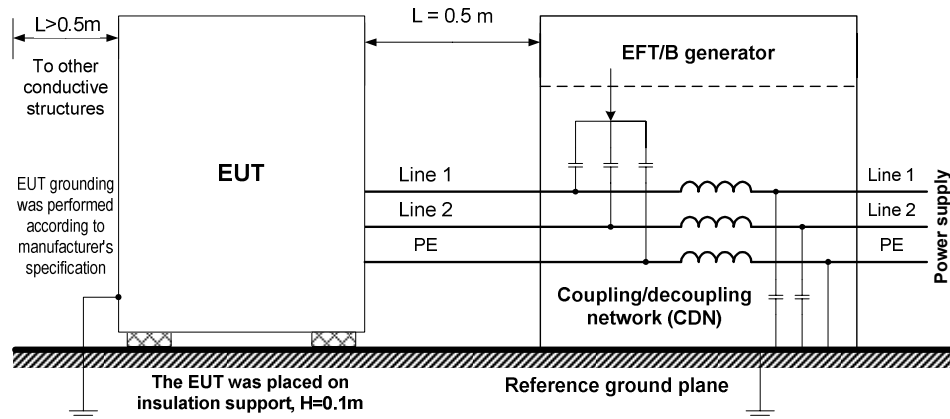 L>0.5m
L = 0.5 m
To other
conductive
structures
EFT/B generator
EUT
EUT grounding
was performed
according to
manufacturer's
specification
Line 1
Line 2
PE
Line 1
Line 2
PE
Power supply
Coupling/decoupling
network (CDN)
The EUT was placed on
insulation support, H=0.1m
Reference ground plane